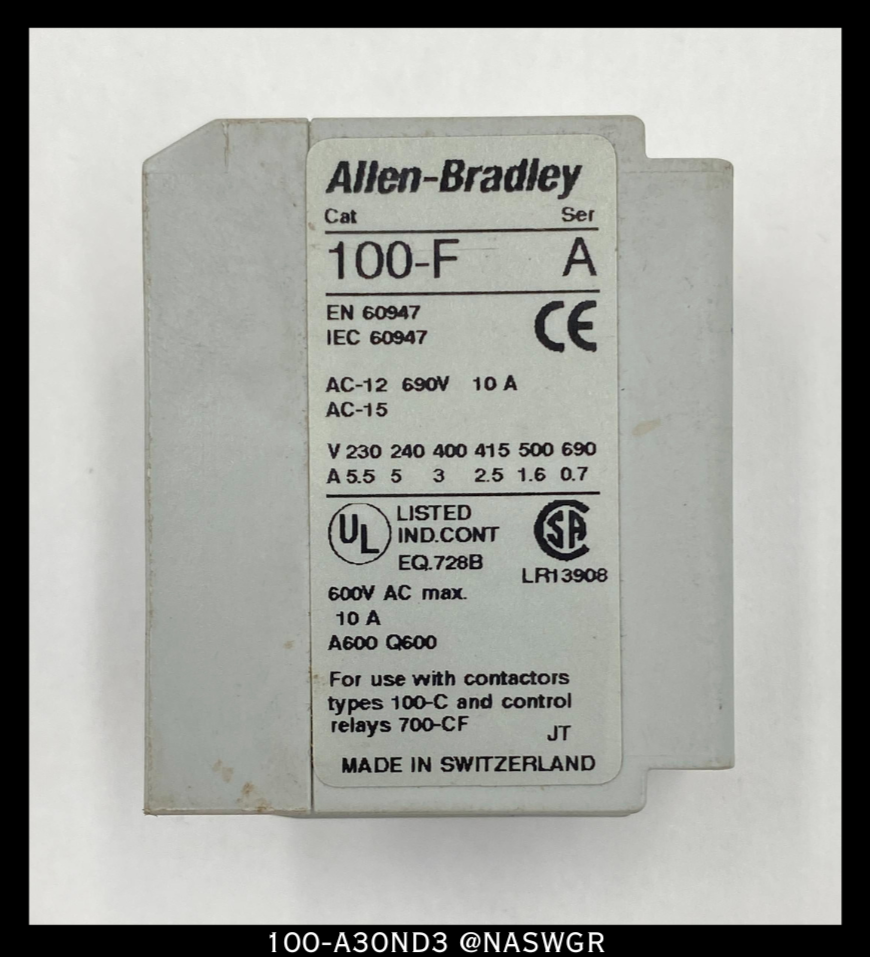 Allen-Bradley
Cat Ser
100-F A
EN 60947
IEC 60947
CE
AC-12 690V 10 A
AC-15
V 230 240 400 415 500 690
A 5.5 5 3 2.5 1.6 0.7
UL LISTED
IND.CONT
EQ.728B
SA
LR13908
600V AC max.
10 A
A600 Q600
For use with contactors
types 100-C and control
relays 700-CF
JT
MADE IN SWITZERLAND
100-A30ND3 @NASWGR